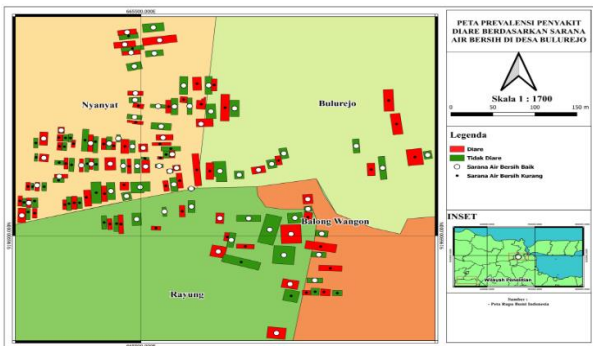 PETA PREVALENSI PENYAKIT
DIARE BERDASARKAN SARANA
AIR BERSIH DI DESA BULUREJO
Skala 1 : 1700
0 50 100 150 m
Legenda
Diare
Tidak Diare
Sarana Air Bersih Baik
Sarana Air Bersih Kurang
INSET
Wilayah Penelitian
Sumber :
- Peta Rupa Bumi Indonesia
Nyanyat
Bulurejo
Balong Wangon
Rayung